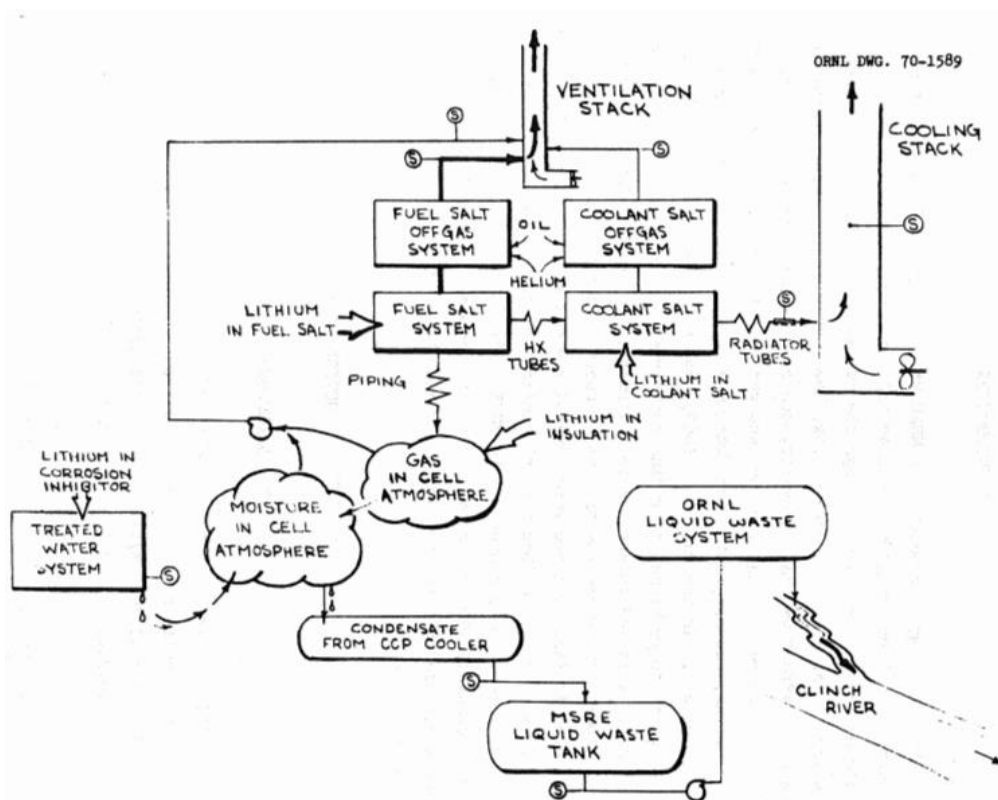 ORNL DWG. 70-1589
VENTILATION
STACK
COOLING
STACK
S
S
S
S
FUEL SALT
OFFGAS
SYSTEM
OIL
HELIUM
COOLANT SALT
OFFGAS
SYSTEM
LITHIUM
IN FUEL SALT
FUEL SALT
SYSTEM
HX
TUBES
COOLANT SALT
SYSTEM
S
RADIATOR
TUBES
LITHIUM IN
COOLANT SALT
PIPING
LITHIUM IN
INSULATION
GAS
IN CELL
ATMOSPHERE
LITHIUM IN
CORROSION
INHIBITOR
TREATED
WATER
SYSTEM
S
MOISTURE
IN CELL
ATMOSPHERE
ORNL
LIQUID WASTE
SYSTEM
CONDENSATE
FROM CCP COOLER
S
MSRE
LIQUID WASTE
TANK
S
CLINCH
RIVER